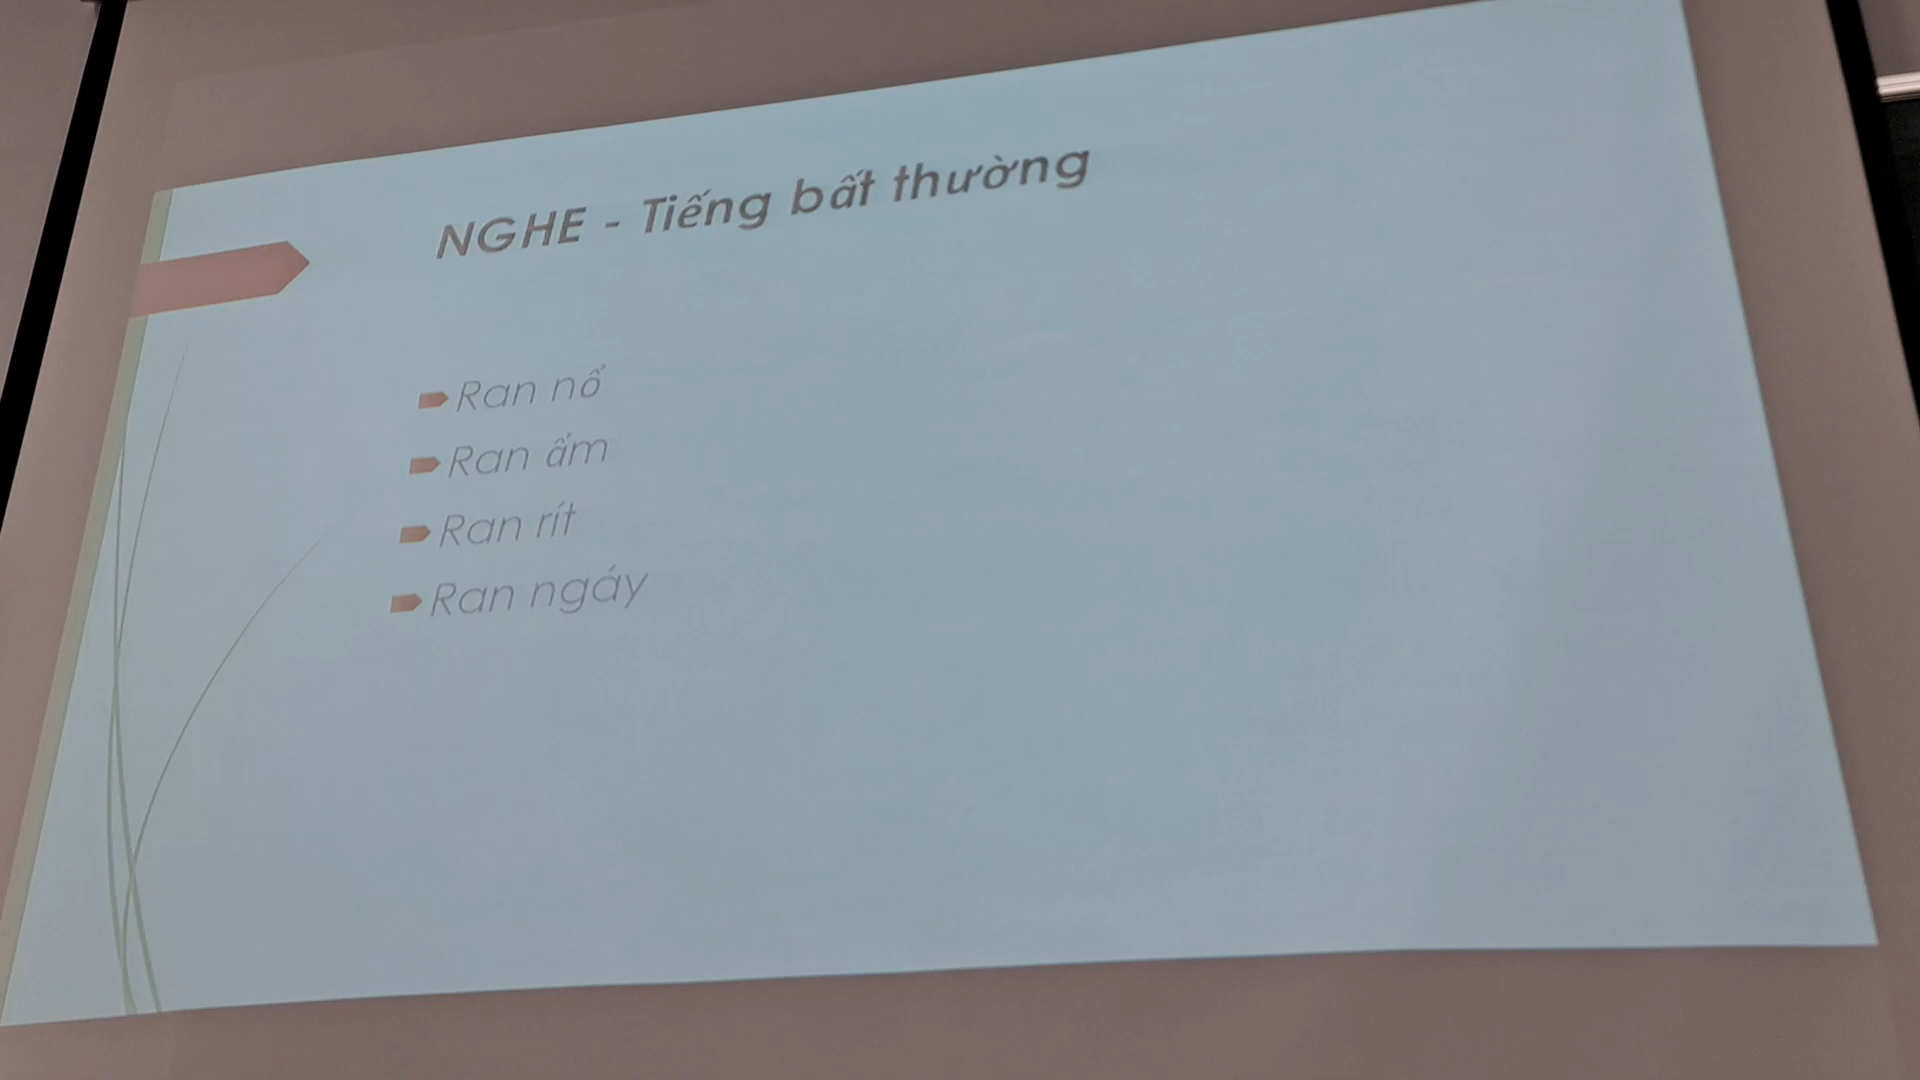 NGHE - Tiếng bất thường
Ran nổ
Ran ẩm
Ran rít
Ran ngáy